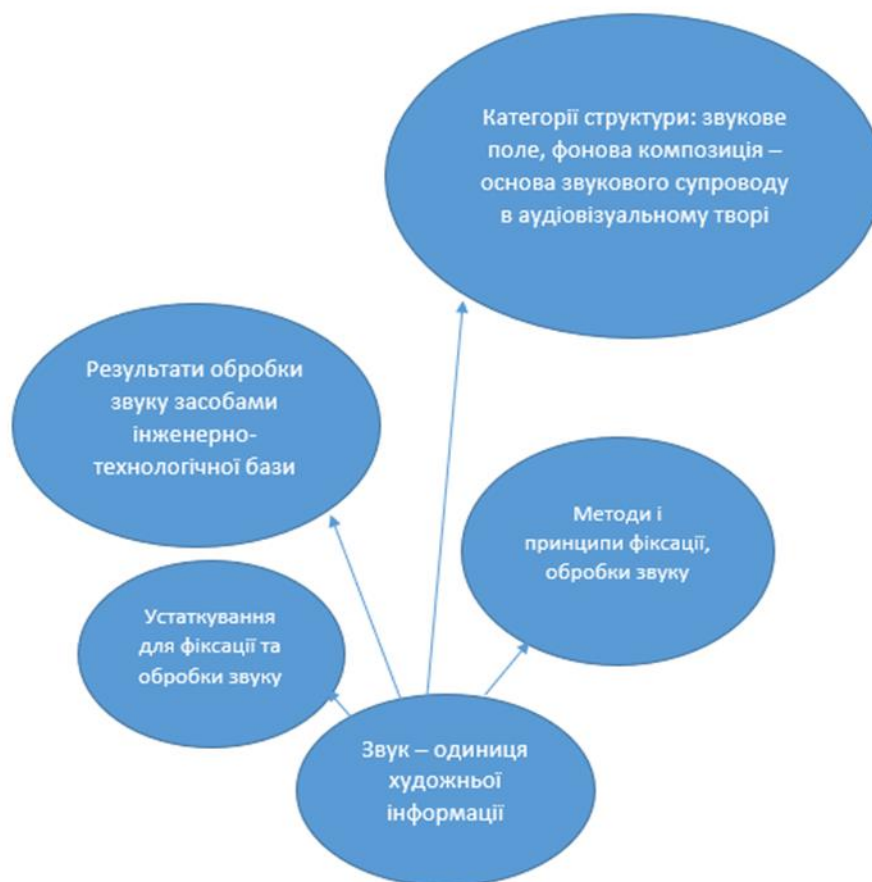 Категорії структури: звукове
поле, фонова композиція –
основа звукового супроводу
в аудіовізуальному творі
Результати обробки
звуку засобами
інженерно-
технологічної бази
Методи і
принципи фіксації,
обробки звуку
Устаткування
для фіксації та
обробки звуку
Звук – одиниця
художньої
інформації